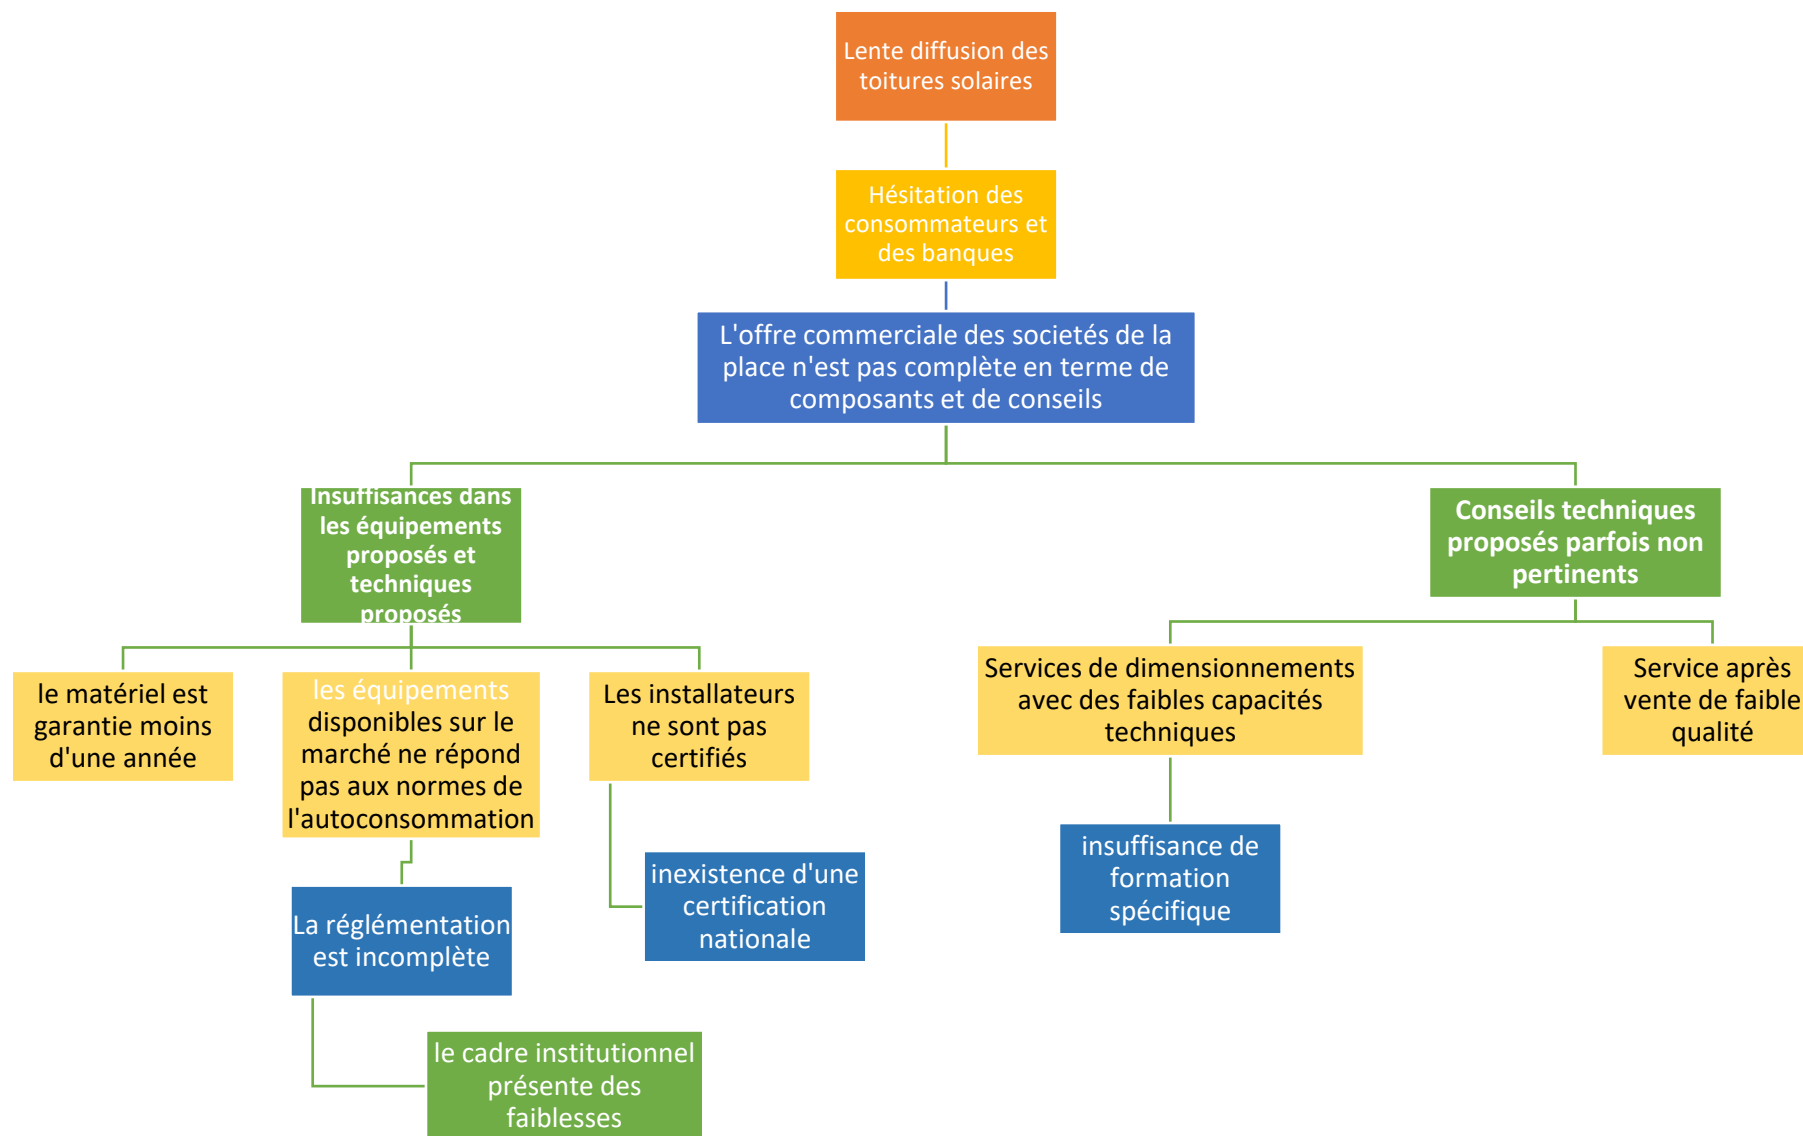 Lente diffusion des
toitures solaires
Hésitation des
consommateurs et
des banques
L'offre commerciale des societés de la
place n'est pas complète en terme de
composants et de conseils
Insuffisances dans
les équipements
proposés et
techniques
proposés
Conseils techniques
proposés parfois non
pertinents
le matériel est
garantie moins
d'une année
les équipements
disponibles sur le
marché ne répond
pas aux normes de
l'autoconsommation
Les installateurs
ne sont pas
certifiés
Services de dimensionnements
avec des faibles capacités
techniques
Service après
vente de faible
qualité
La réglémentation
est incomplète
inexistence d'une
certification
nationale
insuffisance de
formation
spécifique
le cadre institutionnel
présente des
faiblesses